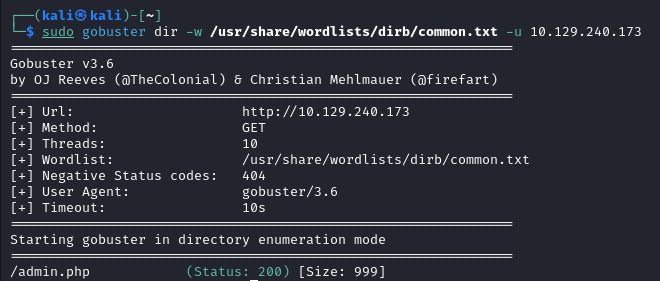 ┌──(kali㉿kali)-[~]
└─$ sudo gobuster dir -w /usr/share/wordlists/dirb/common.txt -u 10.129.240.173
===============================================================
Gobuster v3.6
by OJ Reeves (@TheColonial) & Christian Mehlmauer (@firefart)
===============================================================
[+] Url:                     http://10.129.240.173
[+] Method:                  GET
[+] Threads:                 10
[+] Wordlist:                /usr/share/wordlists/dirb/common.txt
[+] Negative Status codes:   404
[+] User Agent:              gobuster/3.6
[+] Timeout:                 10s
===============================================================
Starting gobuster in directory enumeration mode
===============================================================
/admin.php            (Status: 200) [Size: 999]